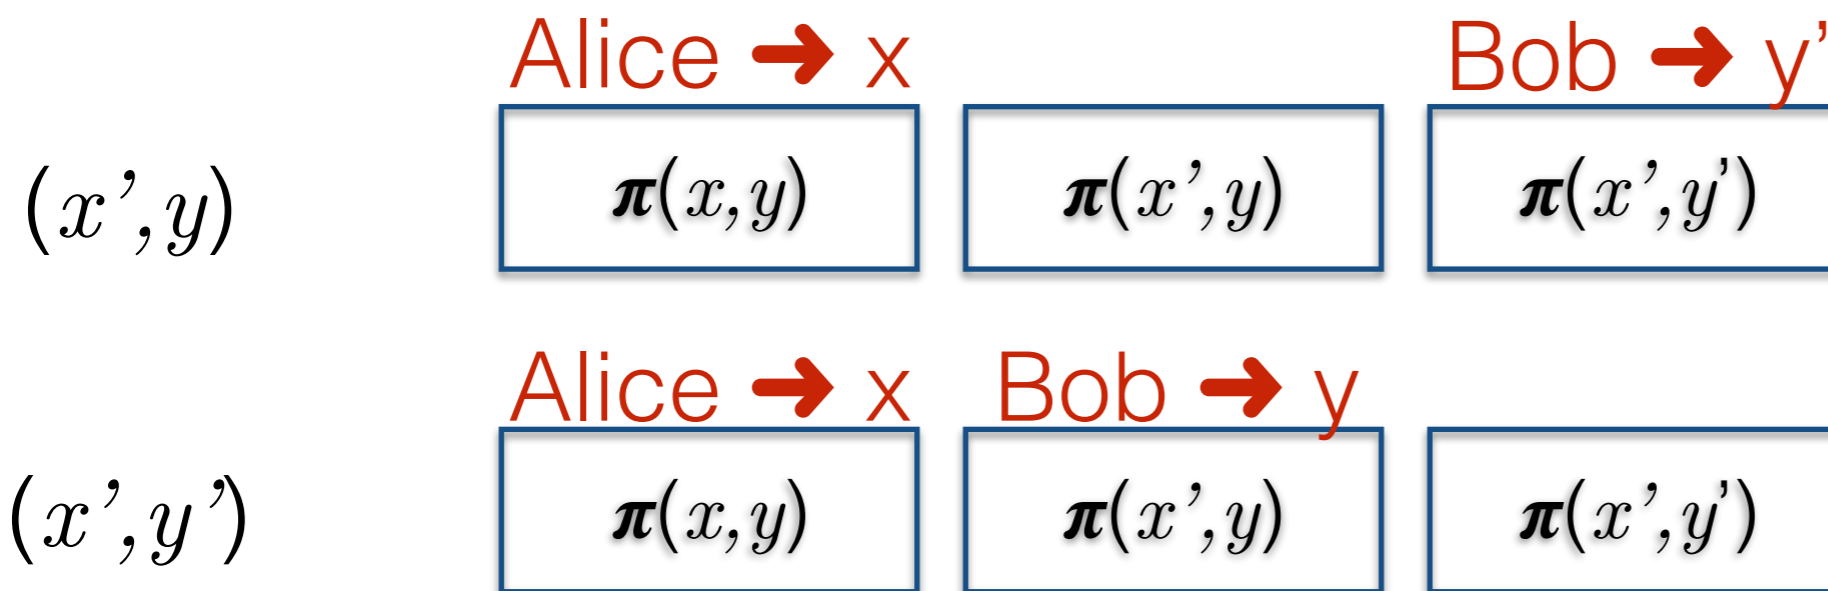 Alice ➜ x Bob ➜ y’
(x’,y) π(x,y) π(x’,y) π(x’,y’)
Alice ➜ x Bob ➜ y
(x’,y’) π(x,y) π(x’,y) π(x’,y’)